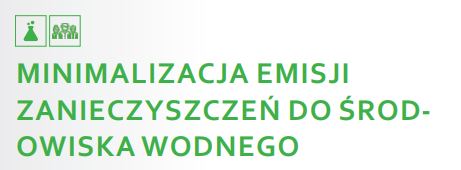 MINIMALIZACJA EMISJI
ZANIECZYSZCZEŃ DO ŚROD-
OWISKA WODNEGO